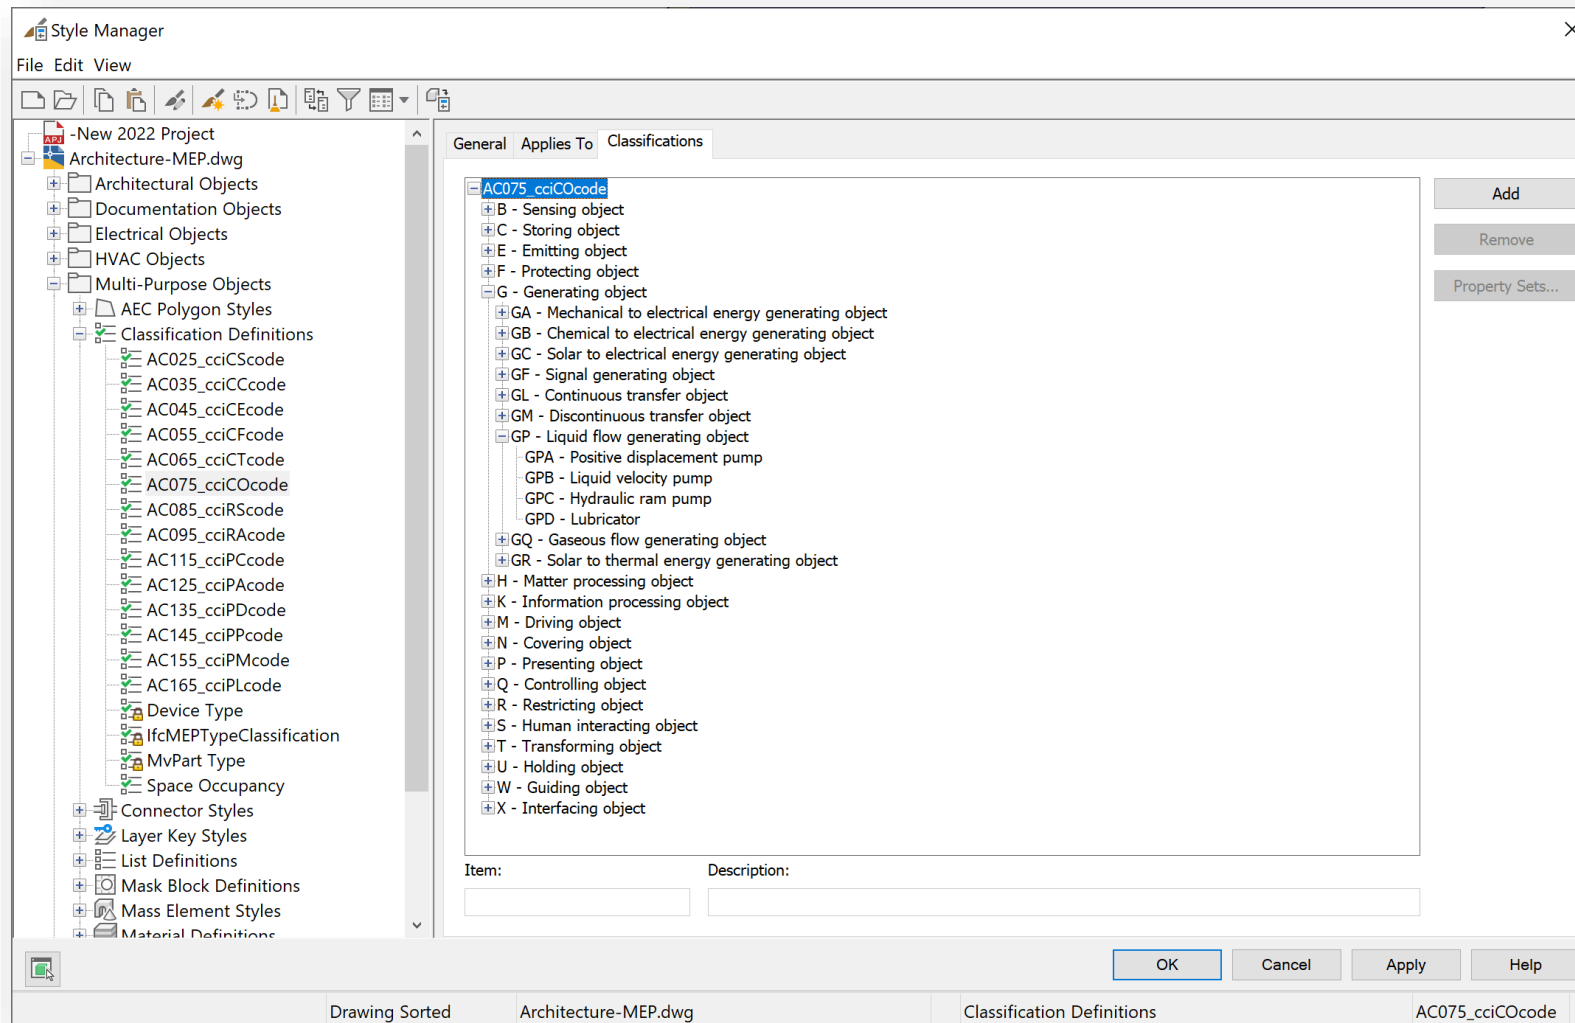 Style Manager
File Edit View
-New 2022 Project
Architecture-MEP.dwg
Architectural Objects
Documentation Objects
Electrical Objects
HVAC Objects
Multi-Purpose Objects
AEC Polygon Styles
Classification Definitions
AC025_cciCScode
AC035_cciCCcode
AC045_cciCEcode
AC055_cciCFcode
AC065_cciCTcode
AC075_cciCOcode
AC085_cciRScode
AC095_cciRAcode
AC115_cciPCcode
AC125_cciPAcode
AC135_cciPDcode
AC145_cciPPcode
AC155_cciPMcode
AC165_cciPLcode
Device Type
IfcMEPTypeClassification
MvPart Type
Space Occupancy
Connector Styles
Layer Key Styles
List Definitions
Mask Block Definitions
Mass Element Styles
Material Definitions
General Applies To Classifications
AC075_cciCOcode
B - Sensing object
C - Storing object
E - Emitting object
F - Protecting object
G - Generating object
GA - Mechanical to electrical energy generating object
GB - Chemical to electrical energy generating object
GC - Solar to electrical energy generating object
GF - Signal generating object
GL - Continuous transfer object
GM - Discontinuous transfer object
GP - Liquid flow generating object
GPA - Positive displacement pump
GPB - Liquid velocity pump
GPC - Hydraulic ram pump
GPD - Lubricator
GQ - Gaseous flow generating object
GR - Solar to thermal energy generating object
H - Matter processing object
K - Information processing object
M - Driving object
N - Covering object
P - Presenting object
Q - Controlling object
R - Restricting object
S - Human interacting object
T - Transforming object
U - Holding object
W - Guiding object
X - Interfacing object
Add
Remove
Property Sets...
Item: Description:
OK Cancel Apply Help
Drawing Sorted Architecture-MEP.dwg Classification Definitions AC075_cciCOcode